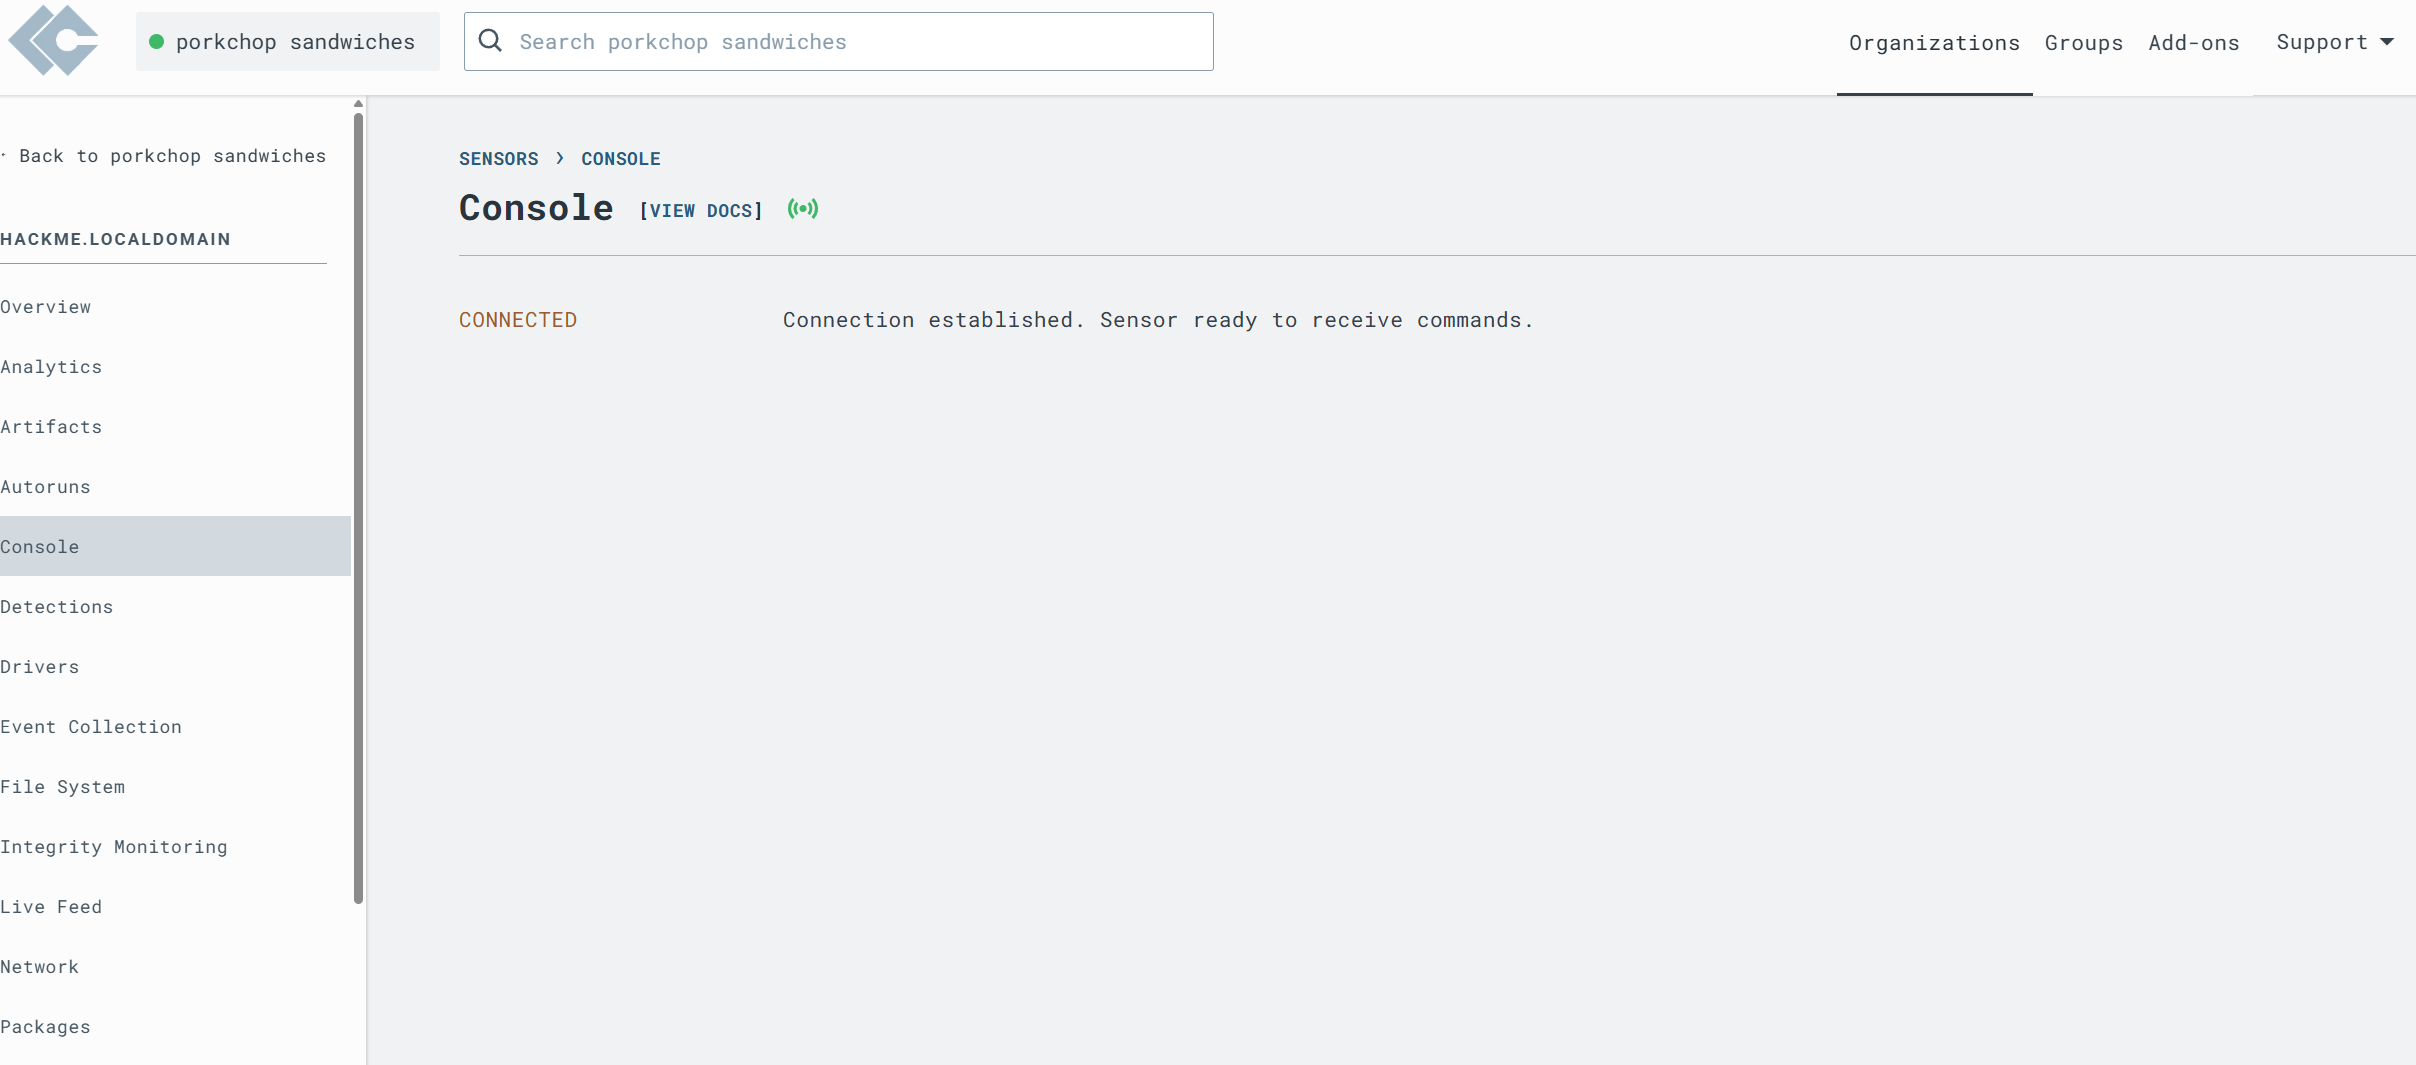 porkchop sandwiches
Search porkchop sandwiches
Organizations
Groups
Add-ons
Support
Back to porkchop sandwiches
HACKME.LOCALDOMAIN
Overview
Analytics
Artifacts
Autoruns
Console
Detections
Drivers
Event Collection
File System
Integrity Monitoring
Live Feed
Network
Packages
SENSORS > CONSOLE
Console [VIEW DOCS]
CONNECTED Connection established. Sensor ready to receive commands.